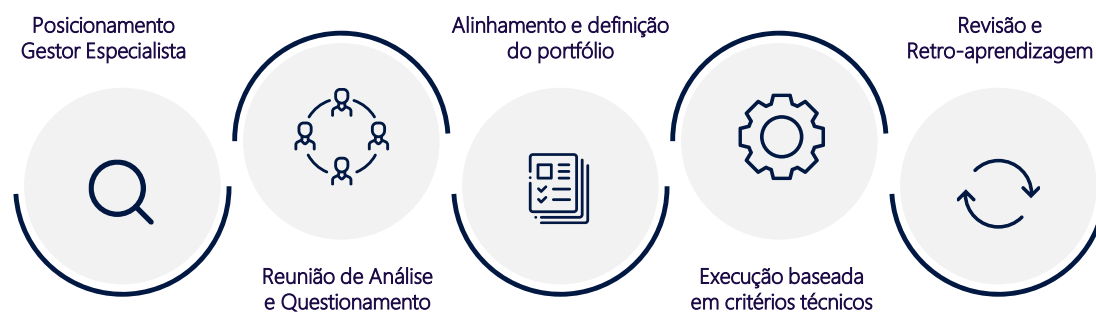 Posicionamento
Gestor Especialista
Reunião de Análise
e Questionamento
Alinhamento e definição
do portfólio
Execução baseada
em critérios técnicos
Revisão e
Retro-aprendizagem